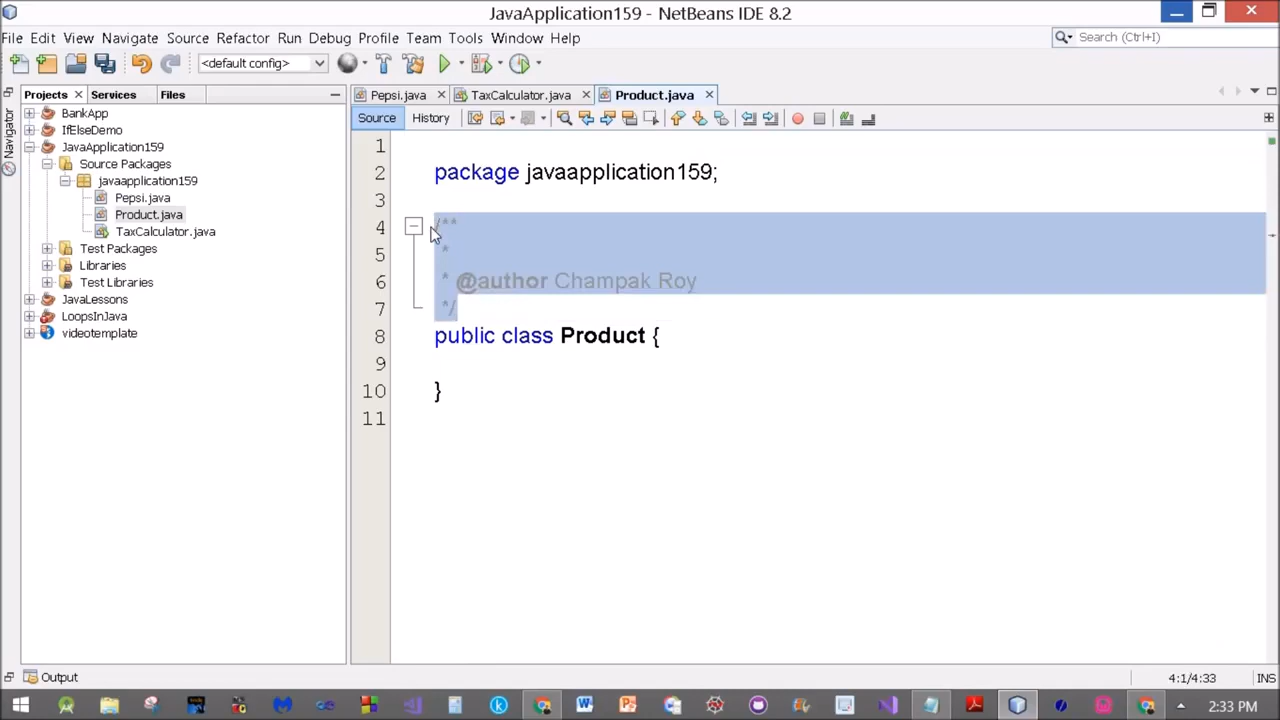 JavaApplication159 - NetBeans IDE 8.2
File Edit View Navigate Source Refactor Run Debug Profile Team Tools Window Help
Search (Ctrl+I)
<default config>
Projects Services Files
Navigator
BankApp
IfElseDemo
JavaApplication159
Source Packages
javaapplication159
Pepsi.java
Product.java
TaxCalculator.java
Test Packages
Libraries
Test Libraries
JavaLessons
LoopsInJava
videotemplate
Pepsi.java TaxCalculator.java Product.java
Source History
1
2 package javaapplication159;
3
4 /**
5 *
6 * @author Champak Roy
7 */
8 public class Product {
9
10 }
11
Output
4:1/4:33 INS
2:33 PM